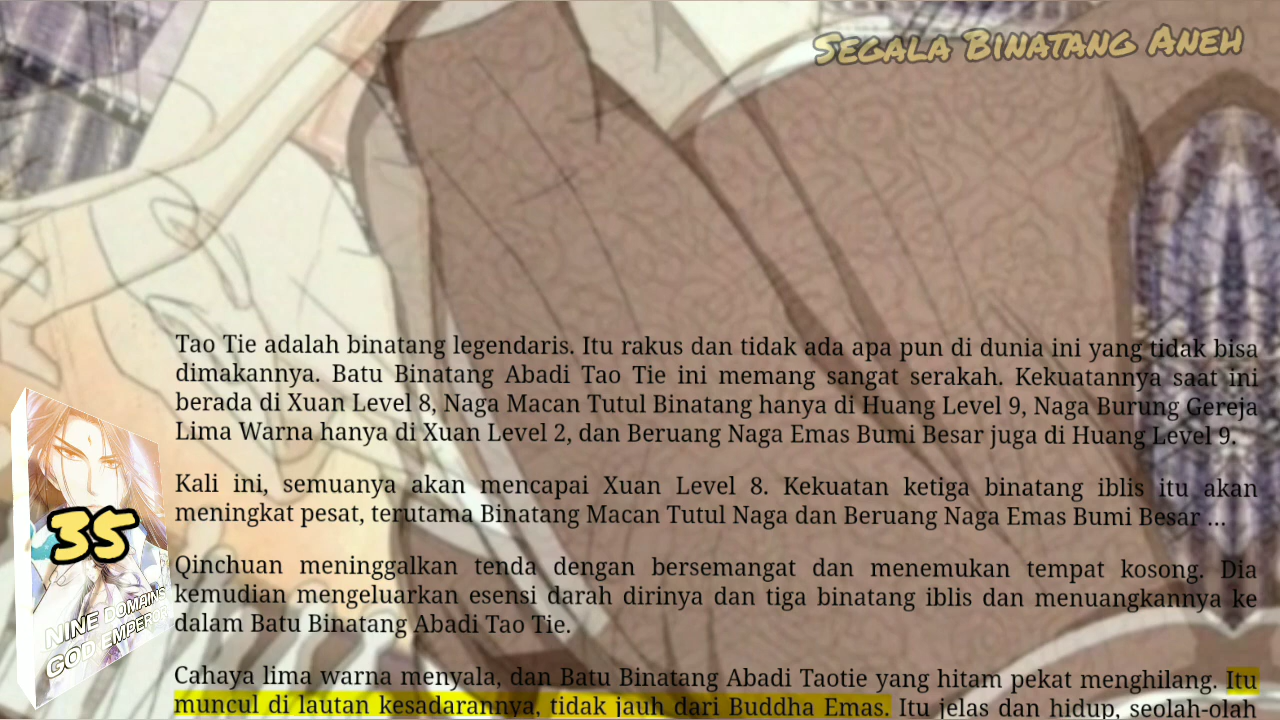 Segala Binatang Aneh
Tao Tie adalah binatang legendaris. Itu rakus dan tidak ada apa pun di dunia ini yang tidak bisa
dimakannya. Batu Binatang Abadi Tao Tie ini memang sangat serakah. Kekuatannya saat ini
berada di Xuan Level 8, Naga Macan Tutul Binatang hanya di Huang Level 9, Naga Burung Gereja
Lima Warna hanya di Xuan Level 2, dan Beruang Naga Emas Bumi Besar juga di Huang Level 9.
Kali ini, semuanya akan mencapai Xuan Level 8. Kekuatan ketiga binatang iblis itu akan
meningkat pesat, terutama Binatang Macan Tutul Naga dan Beruang Naga Emas Bumi Besar ...
Qinchuan meninggalkan tenda dengan bersemangat dan menemukan tempat kosong. Dia
kemudian mengeluarkan esensi darah dirinya dan tiga binatang iblis dan menuangkannya ke
dalam Batu Binatang Abadi Tao Tie.
Cahaya lima warna menyala, dan Batu Binatang Abadi Taotie yang hitam pekat menghilang. Itu
muncul di lautan kesadarannya, tidak jauh dari Buddha Emas. Itu jelas dan hidup, seolah-olah
35
NINE DOMAINS
GOD EMPEROR